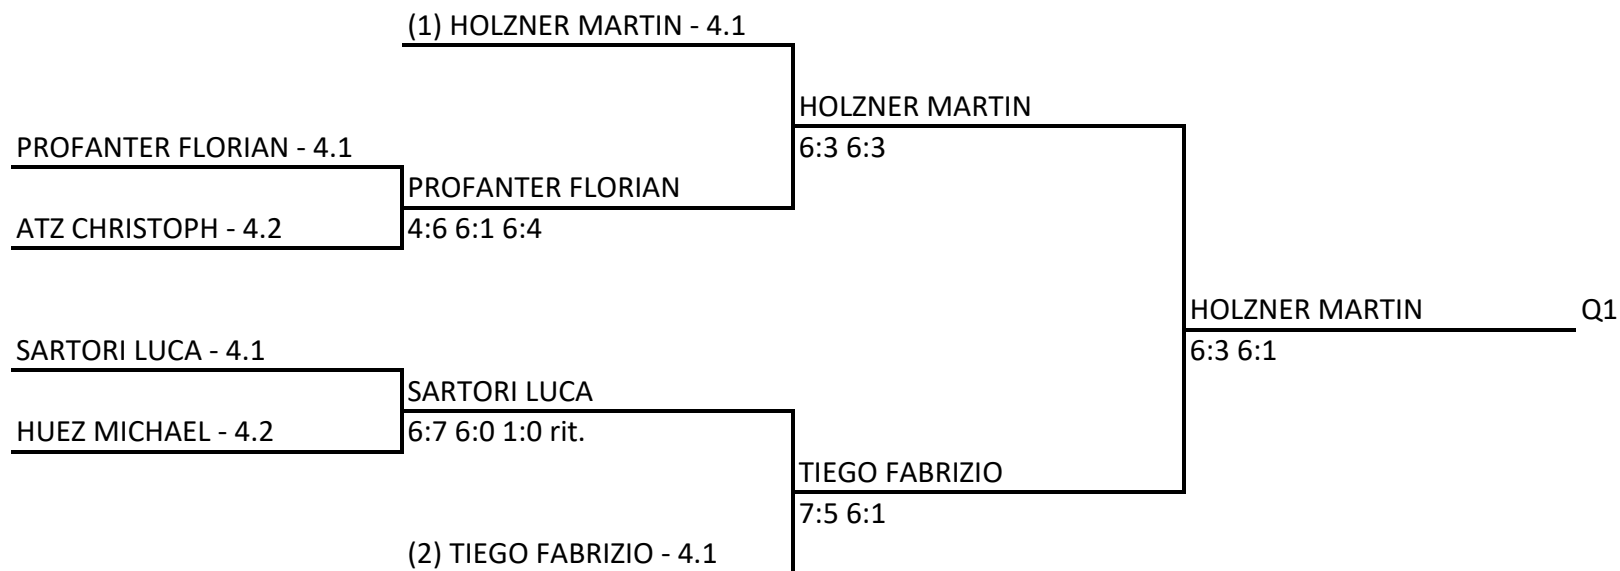 (1) HOLZNER MARTIN - 4.1
HOLZNER MARTIN
PROFANTER FLORIAN - 4.1
6:3 6:3
PROFANTER FLORIAN
ATZ CHRISTOPH - 4.2
4:6 6:1 6:4
HOLZNER MARTIN
Q1
SARTORI LUCA - 4.1
6:3 6:1
SARTORI LUCA
HUEZ MICHAEL - 4.2
6:7 6:0 1:0 rit.
TIEGO FABRIZIO
7:5 6:1
(2) TIEGO FABRIZIO - 4.1